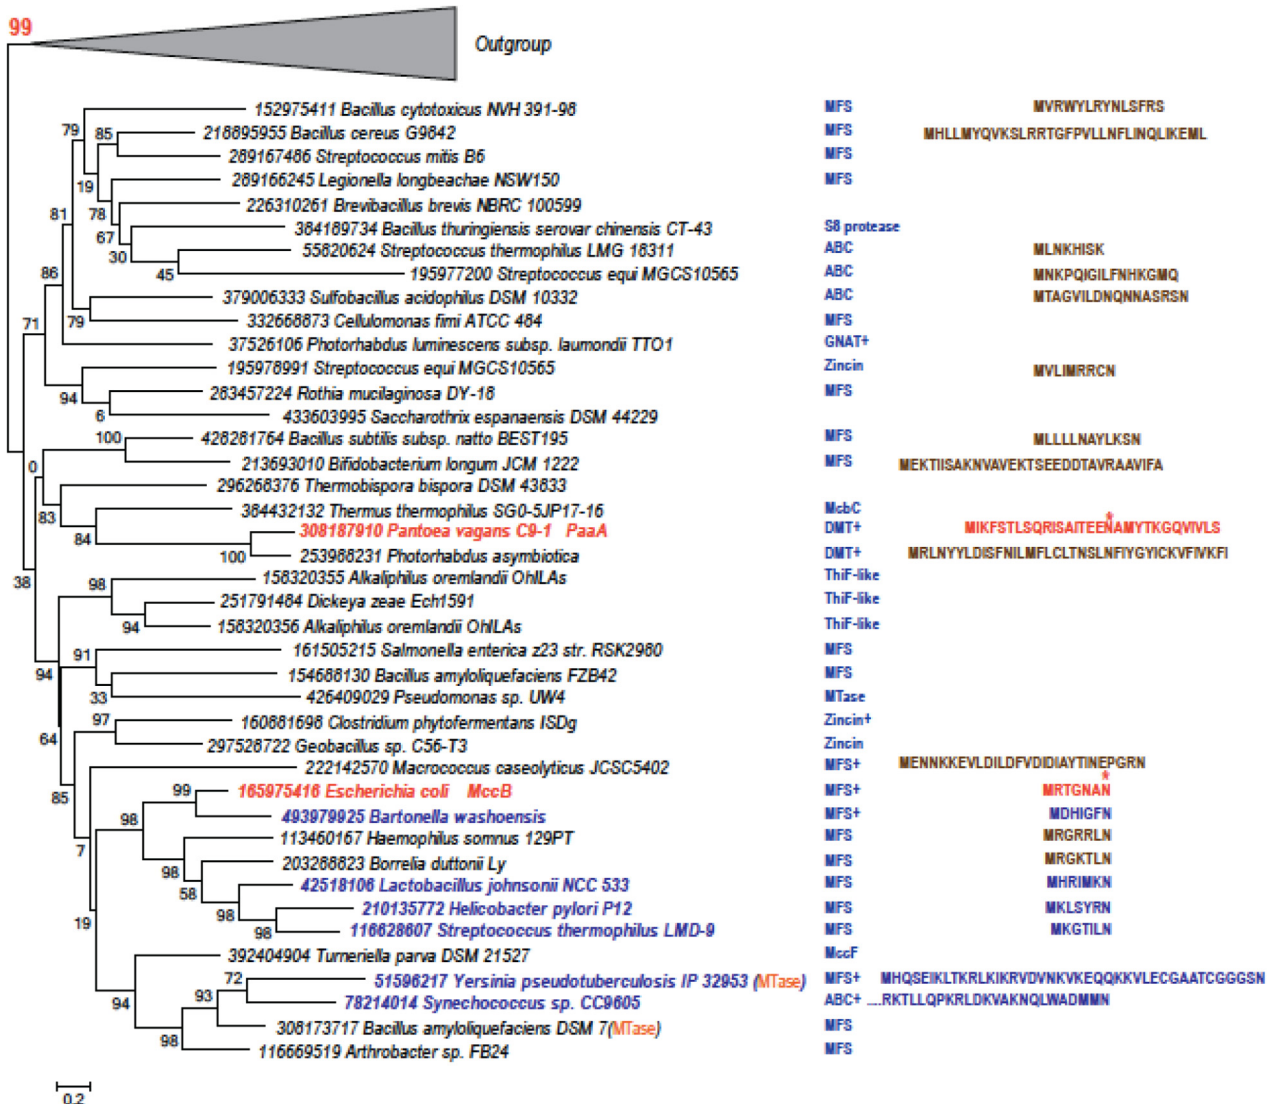 99
Outgroup
152975411 Bacillus cytotoxicus NVH 391-98 MFS MVRWYLRYNLSFRS
79 85 218895955 Bacillus cereus G9842 MFS MHLLMYQVKSLRRTGFPVLLNFLINQLIKEML
289167486 Streptococcus mitis B6 MFS
19 289166245 Legionella longbeachae NSW150 MFS
81 78 226310261 Brevibacillus brevis NBRC 100599
67 384189734 Bacillus thuringiensis serovar chinensis CT-43 S8 protease
30 55820624 Streptococcus thermophilus LMG 18311 ABC MLNKHISK
86 45 195977200 Streptococcus equi MGCS10565 ABC MNKPQIGILFNHKGMQ
379006333 Sulfobacillus acidophilus DSM 10332 ABC MTAGVILDNQNNASRSN
71 79 332668873 Cellulomonas fimi ATCC 484 MFS
37526106 Photorhabdus luminescens subsp. laumondii TTO1 GNAT+
195978991 Streptococcus equi MGCS10565 Zincin MVLIMRRCN
94 283457224 Rothia mucilaginosa DY-18 MFS
6 433603995 Saccharothrix espanaensis DSM 44229
100 428281764 Bacillus subtilis subsp. natto BEST195 MFS MLLLLNAYLKSN
0 213693010 Bifidobacterium longum JCM 1222 MFS MEKTIISAKNVAVEKTSEEDDTAVRAAVIFA
296268376 Thermobispora bispora DSM 43833
83 384432132 Thermus thermophilus SG0-5JP17-16 McbC
*
84 308187910 Pantoea vagans C9-1 PaaA DMT+ MIKFSTLSQRISAITEENAMYTKGQVIVLS
100 253988231 Photorhabdus asymbiotica DMT+ MRLNYYLDISFNILMFLCLTNSLNFIYGYICKVFIVKFI
38 98 158320355 Alkaliphilus oremlandii OhILAs ThiF-like
251791484 Dickeya zeae Ech1591 ThiF-like
94 158320356 Alkaliphilus oremlandii OhILAs ThiF-like
91 161505215 Salmonella enterica z23 str. RSK2980 MFS
94 154688130 Bacillus amyloliquefaciens FZB42 MFS
33 426409029 Pseudomonas sp. UW4 MTase
97 160881698 Clostridium phytofermentans ISDg Zincin+
64 297528722 Geobacillus sp. C56-T3 Zincin
222142570 Macrococcus caseolyticus JCSC5402 MFS+ MENNKKEVLDILDFVDIDIAYTINEPGRN
*
85 99 165975416 Escherichia coli MccB MFS+ MRTGNAN
98 493979925 Bartonella washoensis MFS+ MDHIGFN
113460167 Haemophilus somnus 129PT MFS MRGRRLN
7 98 203288823 Borrelia duttonii Ly MFS MRGKTLN
58 42518106 Lactobacillus johnsonii NCC 533 MFS MHRIMKN
98 210135772 Helicobacter pylori P12 MFS MKLSYRN
19 98 116628607 Streptococcus thermophilus LMD-9 MFS MKGTILN
392404904 Turneriella parva DSM 21527 MccF
72 51596217 Yersinia pseudotuberculosis IP 32953 (MTase) MFS+ MHQSEIKLTKRLKIKRVDVNKVKEQQKKVLECGAATCGGGSN
94 93 78214014 Synechococcus sp. CC9605 ABC+ ....RKTLLQPKRLDKVAKNQLWADMMN
308173717 Bacillus amyloliquefaciens DSM 7(MTase) MFS
98 116669519 Arthrobacter sp. FB24 MFS
0.2